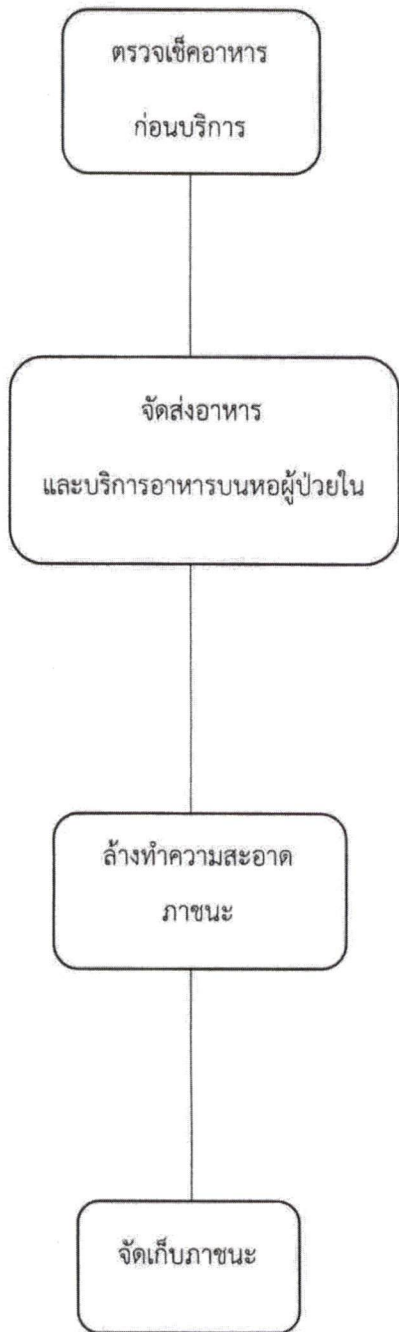 ตรวจเช็คอาหาร
ก่อนบริการ
จัดส่งอาหาร
และบริการอาหารบนหอผู้ป่วยใน
ล้างทำความสะอาด
ภาชนะ
จัดเก็บภาชนะ